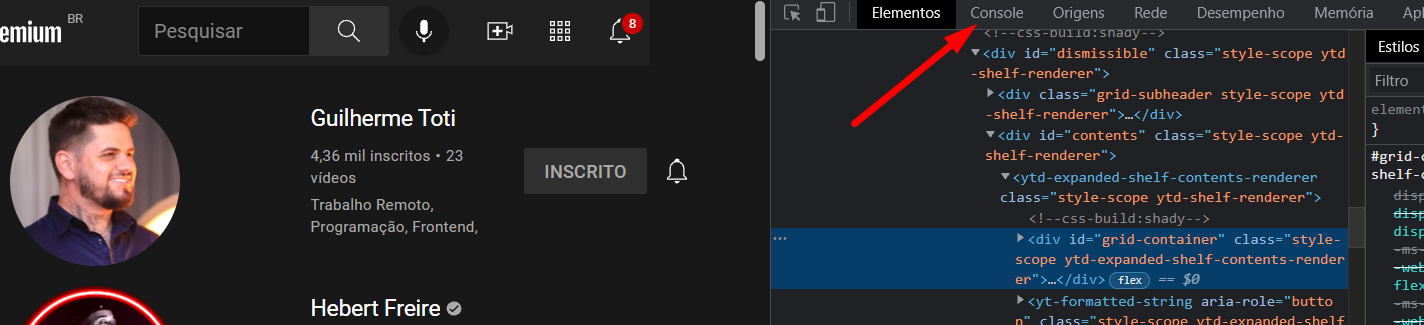 emium BR
Pesquisar
8
Guilherme Toti
4,36 mil inscritos • 23
vídeos
Trabalho Remoto,
Programação, Frontend,
INSCRITO
Hebert Freire
Elementos Console Origens Rede Desempenho Memória Apl
<!--css-build:shady-->
<div id="dismissible" class="style-scope ytd
-shelf-renderer">
<div class="grid-subheader style-scope ytd
-shelf-renderer">…</div>
<div id="contents" class="style-scope ytd-
shelf-renderer">
<ytd-expanded-shelf-contents-renderer
class="style-scope ytd-shelf-renderer">
<!--css-build:shady-->
<div id="grid-container" class="style-
scope ytd-expanded-shelf-contents-render
er">…</div> flex == $0
<yt-formatted-string aria-role="butto
n" class="style-scope ytd-expanded-shelf
Estilos
Filtro
element
}
#grid-c
shelf-c
disp
disp
disp
-ms-
-web
flex
-ms-
-web